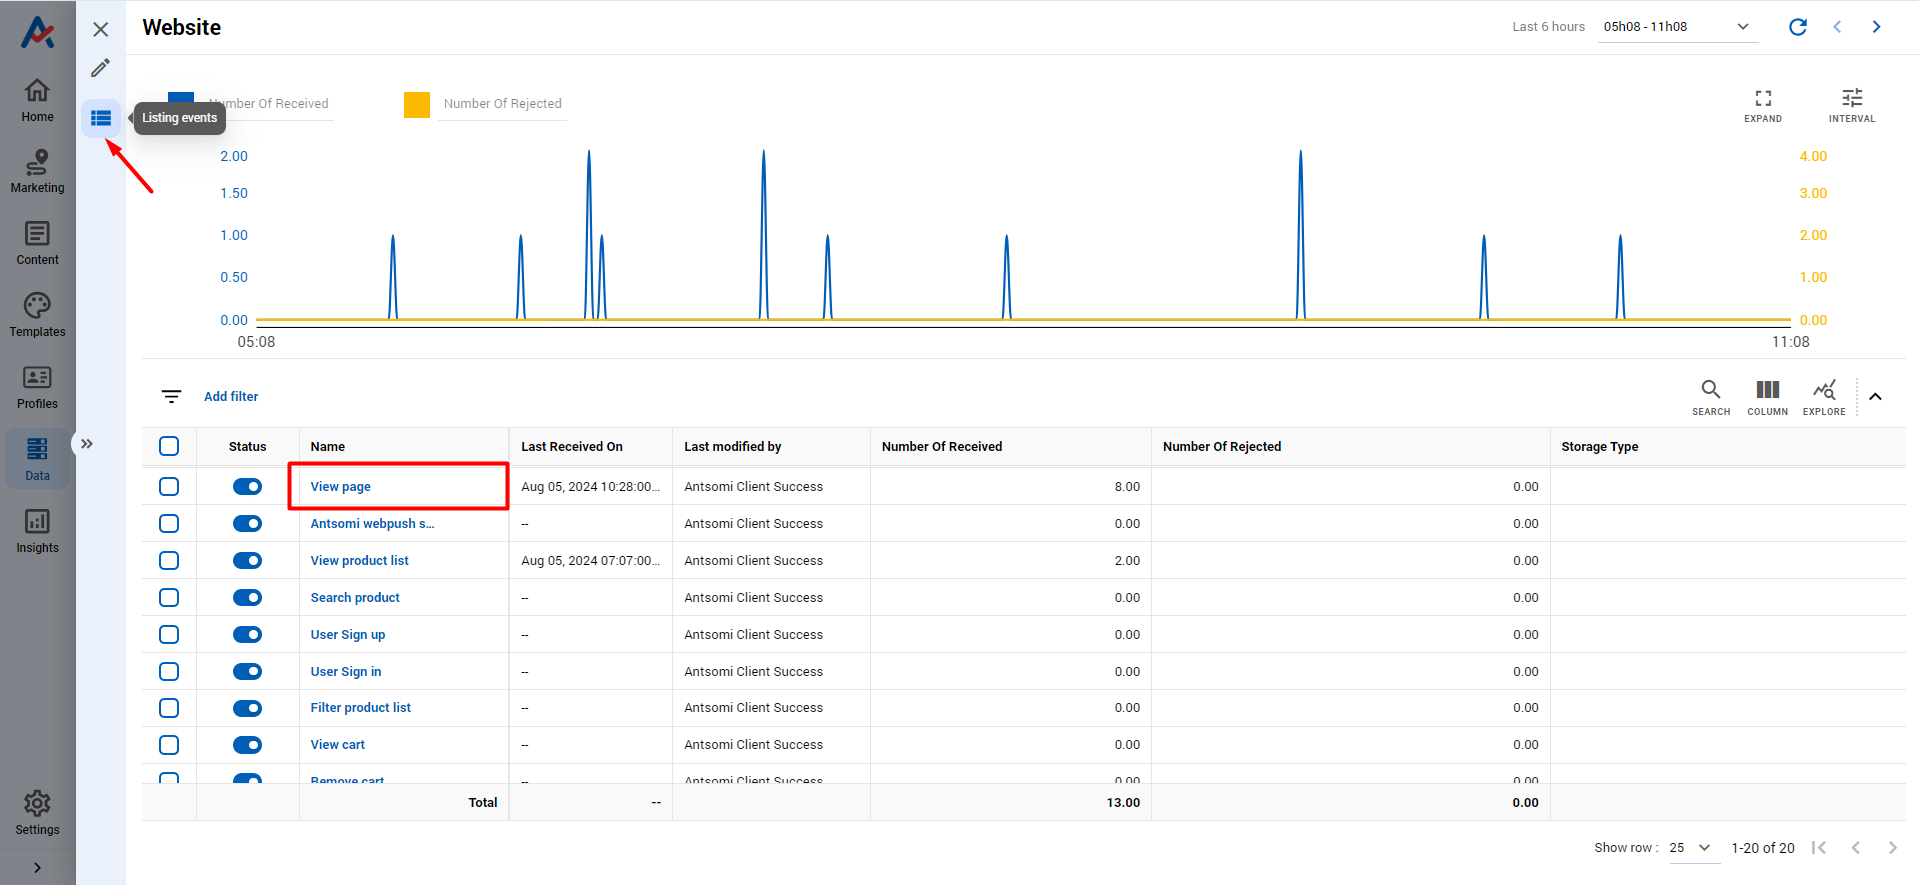 Website
Last 6 hours 05h08 - 11h08
Home
Marketing
Content
Templates
Profiles
Data
Insights
Settings
Listing events
umber Of Received
Number Of Rejected
EXPAND
INTERVAL
2.00
1.50
1.00
0.50
0.00
4.00
3.00
2.00
1.00
0.00
05:08
11:08
Add filter
SEARCH
COLUMN
EXPLORE
Status Name Last Received On Last modified by Number Of Received Number Of Rejected Storage Type
View page Aug 05, 2024 10:28:00... Antsomi Client Success 8.00 0.00
Antsomi webpush s... -- Antsomi Client Success 0.00 0.00
View product list Aug 05, 2024 07:07:00... Antsomi Client Success 2.00 0.00
Search product -- Antsomi Client Success 0.00 0.00
User Sign up -- Antsomi Client Success 0.00 0.00
User Sign in -- Antsomi Client Success 0.00 0.00
Filter product list -- Antsomi Client Success 0.00 0.00
View cart -- Antsomi Client Success 0.00 0.00
Remove cart -- Antsomi Client Success 0.00 0.00
Total -- 13.00 0.00
Show row : 25 1-20 of 20